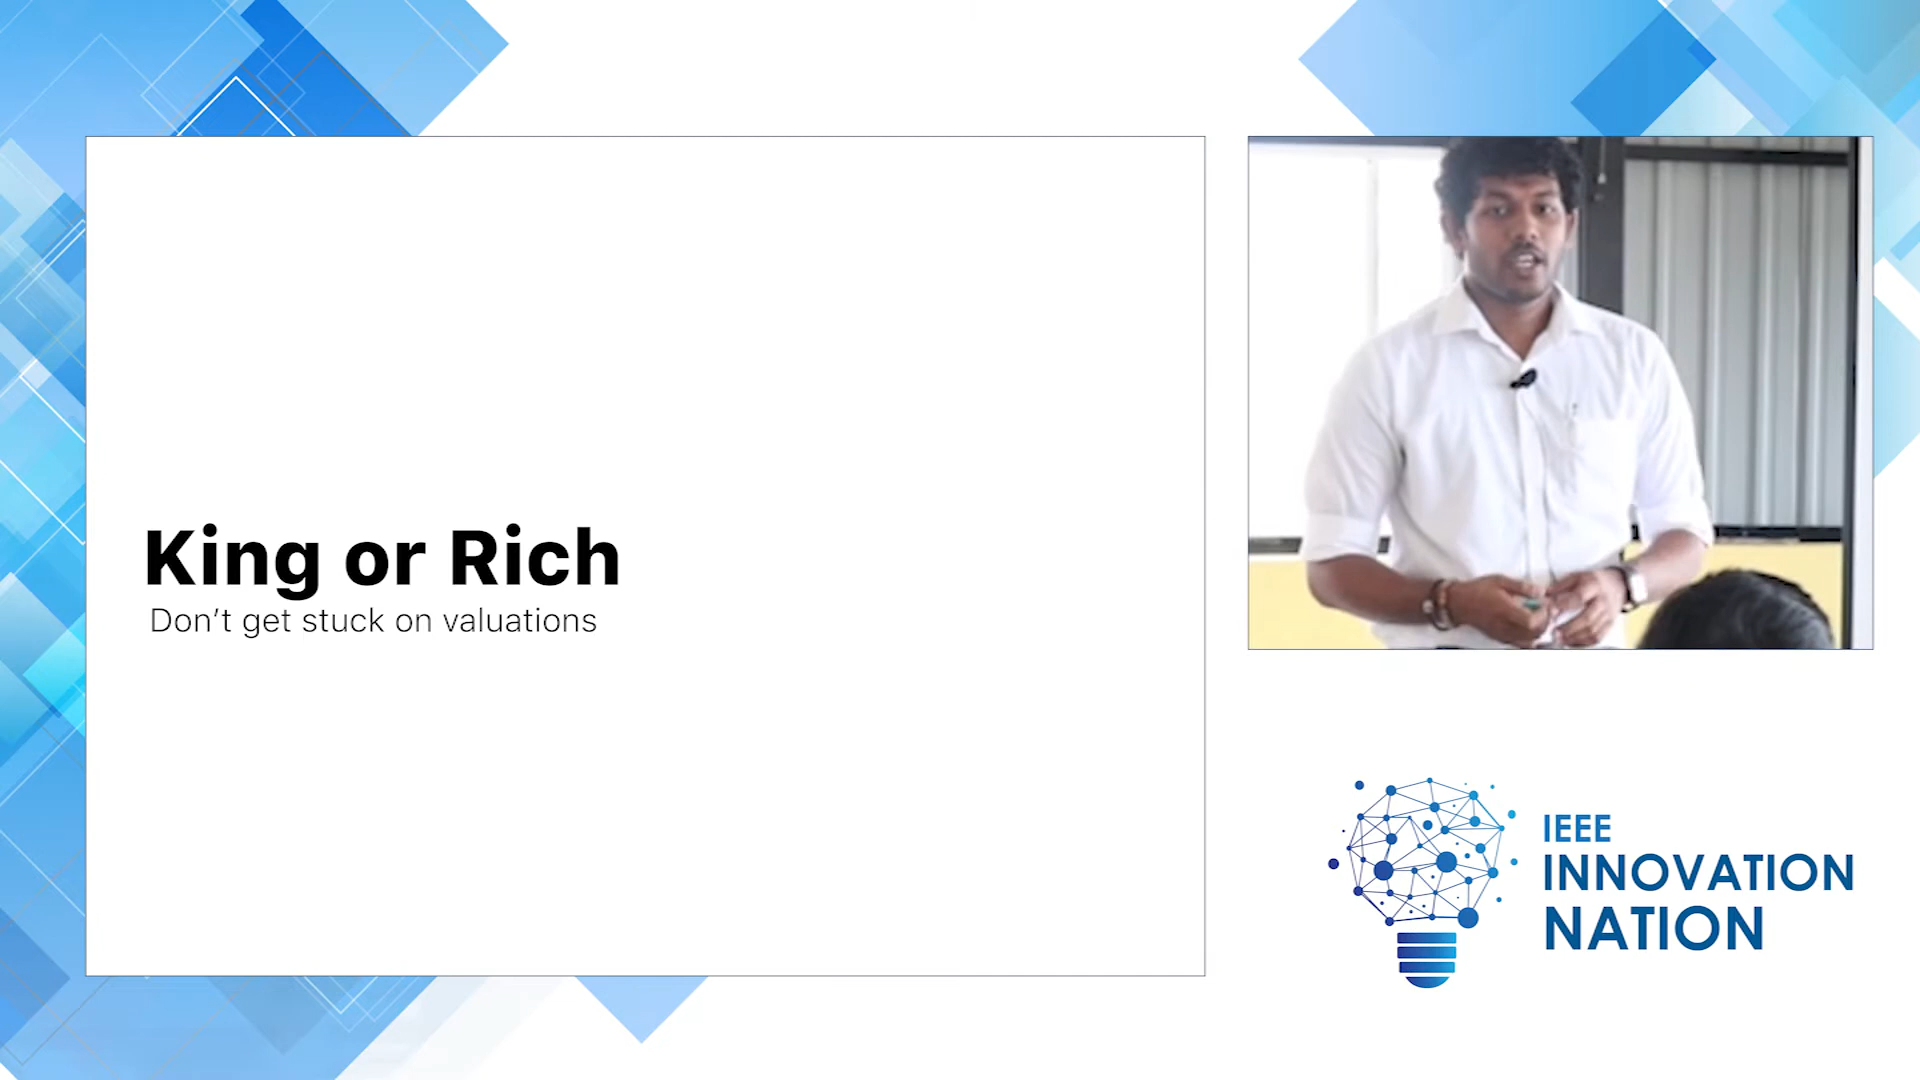 King or Rich
Don’t get stuck on valuations
IEEE
INNOVATION
NATION